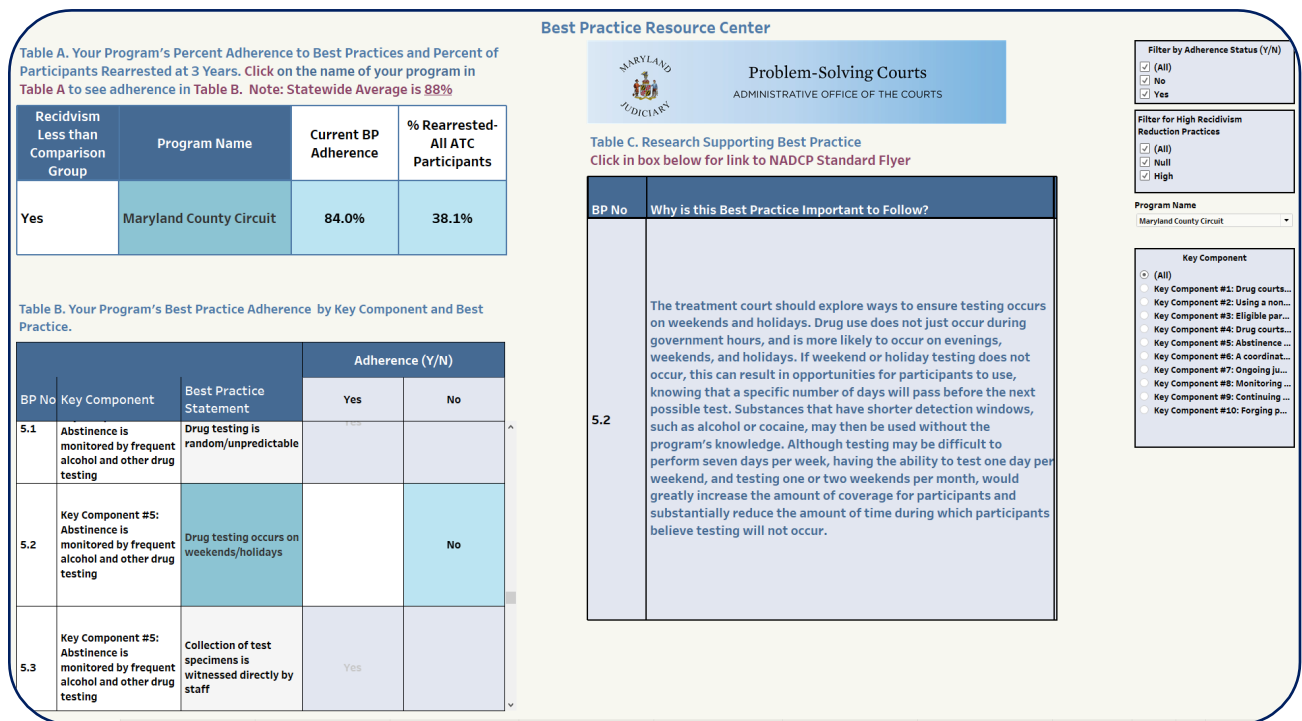 Best Practice Resource Center
Table A. Your Program's Percent Adherence to Best Practices and Percent of
Participants Rearrested at 3 Years. Click on the name of your program in
Table A to see adherence in Table B.  Note: Statewide Average is 88%
Recidvism
Less than
Comparison
Group
Program Name
Current BP
Adherence
% Rearrested-
All ATC
Participants
Yes
Maryland County Circuit
84.0%
38.1%
Table B. Your Program's Best Practice Adherence  by Key Component and Best
Practice.
Adherence (Y/N)
BP No
Key Component
Best Practice
Statement
Yes
No
5.1
Abstinence is
monitored by frequent
alcohol and other drug
testing
Drug testing is
random/unpredictable
Yes
5.2
Key Component #5:
Abstinence is
monitored by frequent
alcohol and other drug
testing
Drug testing occurs on
weekends/holidays
No
5.3
Key Component #5:
Abstinence is
monitored by frequent
alcohol and other drug
testing
Collection of test
specimens is
witnessed directly by
staff
Yes
MARYLAND
JUDICIARY
Problem-Solving Courts
ADMINISTRATIVE OFFICE OF THE COURTS
Table C. Research Supporting Best Practice
Click in box below for link to NADCP Standard Flyer
BP No
Why is this Best Practice Important to Follow?
5.2
The treatment court should explore ways to ensure testing occurs
on weekends and holidays. Drug use does not just occur during
government hours, and is more likely to occur on evenings,
weekends, and holidays. If weekend or holiday testing does not
occur, this can result in opportunities for participants to use,
knowing that a specific number of days will pass before the next
possible test. Substances that have shorter detection windows,
such as alcohol or cocaine, may then be used without the
program's knowledge. Although testing may be difficult to
perform seven days per week, having the ability to test one day per
weekend, and testing one or two weekends per month, would
greatly increase the amount of coverage for participants and
substantially reduce the amount of time during which participants
believe testing will not occur.
Filter by Adherence Status (Y/N)
(All)
No
Yes
Filter for High Recidivism
Reduction Practices
(All)
Null
High
Program Name
Maryland County Circuit
Key Component
(All)
Key Component #1: Drug courts...
Key Component #2: Using a non...
Key Component #3: Eligible par...
Key Component #4: Drug courts...
Key Component #5: Abstinence ...
Key Component #6: A coordinat...
Key Component #7: Ongoing ju...
Key Component #8: Monitoring ...
Key Component #9: Continuing ...
Key Component #10: Forging p...